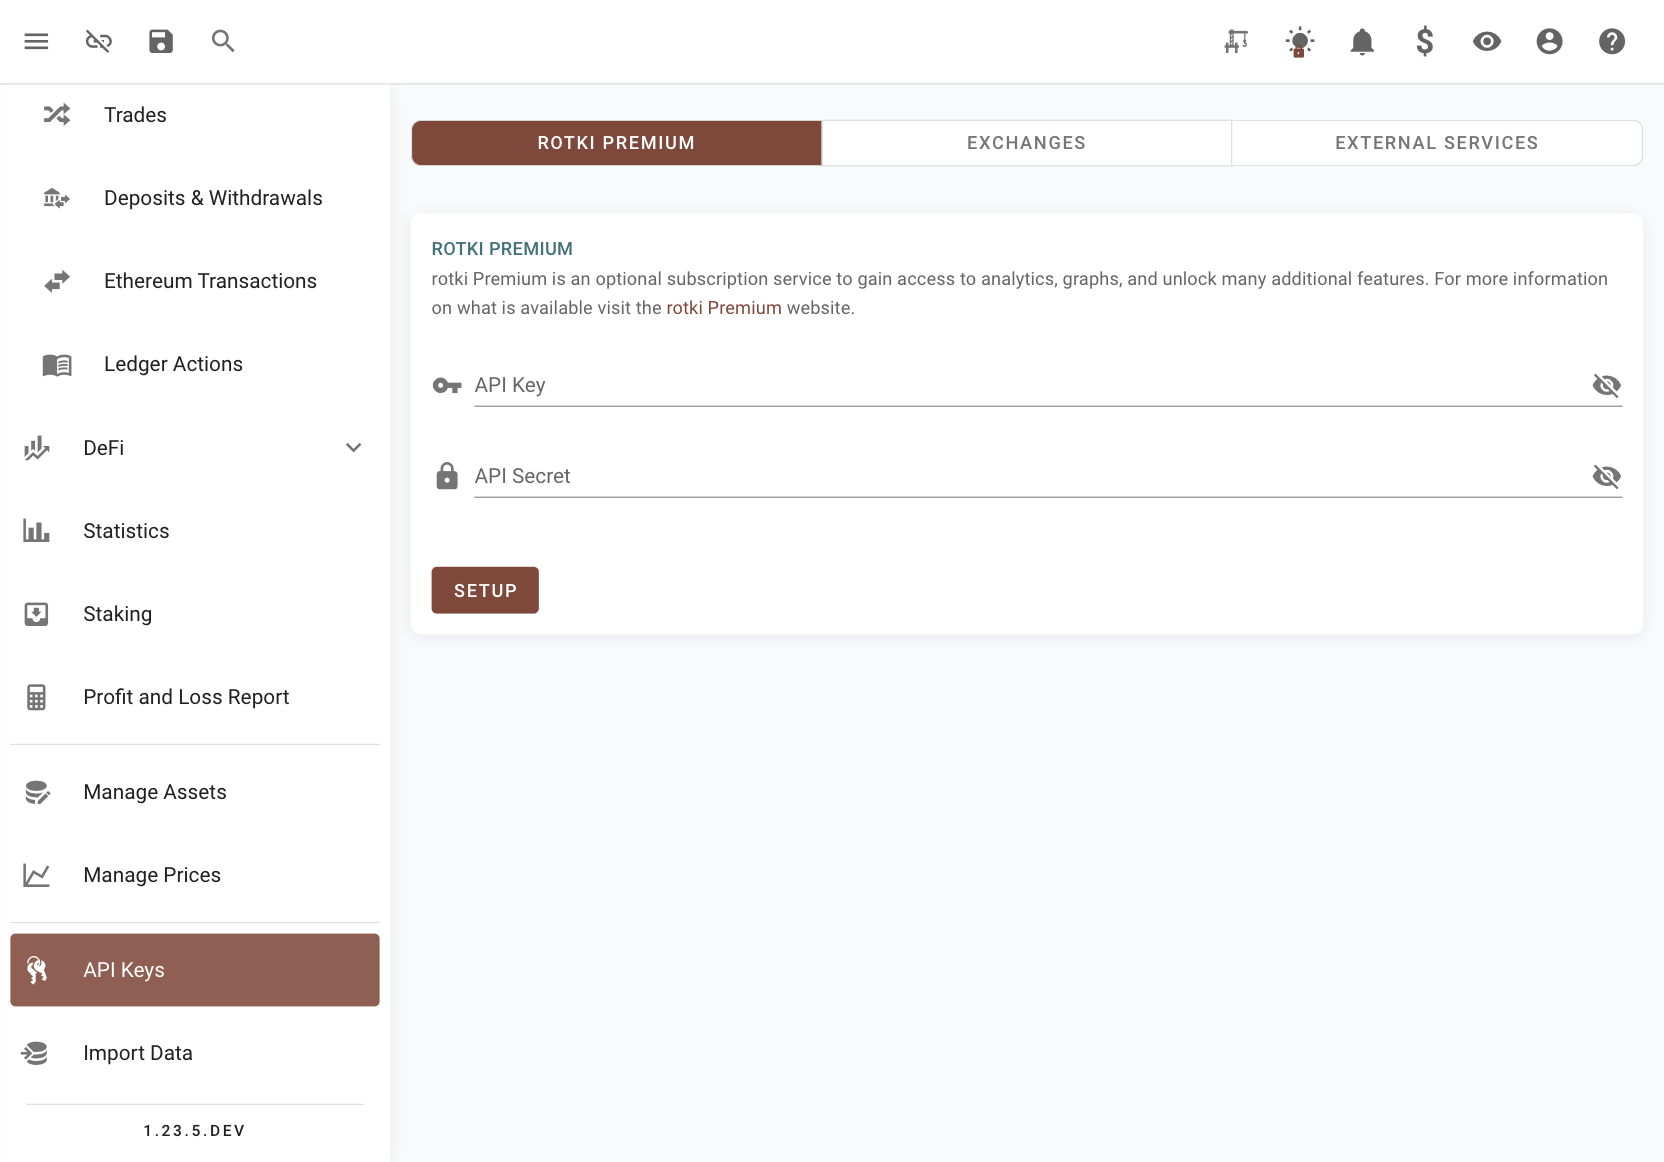 Trades
Deposits & Withdrawals
Ethereum Transactions
Ledger Actions
DeFi
Statistics
Staking
Profit and Loss Report
Manage Assets
Manage Prices
API Keys
Import Data
1.23.5.DEV
ROTKI PREMIUM
EXCHANGES
EXTERNAL SERVICES
ROTKI PREMIUM
rotki Premium is an optional subscription service to gain access to analytics, graphs, and unlock many additional features. For more information
on what is available visit the rotki Premium website.
API Key
API Secret
SETUP